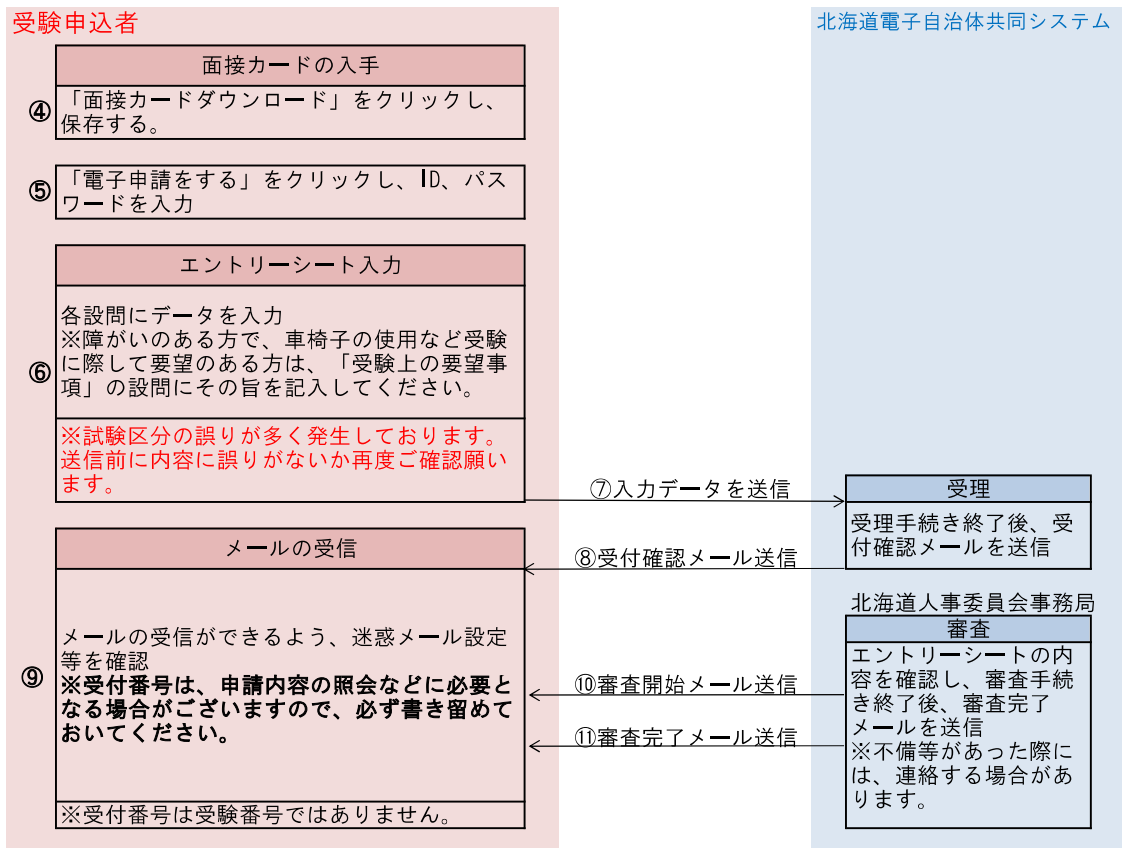 受験申込者
北海道電子自治体共同システム
面接カードの入手
④
「面接カードダウンロード」をクリックし、
保存する。
⑤
「電子申請をする」をクリックし、ID、パス
ワードを入力
エントリーシート入力
⑥
各設問にデータを入力
※障がいのある方で、車椅子の使用など受験
に際して要望のある方は、「受験上の要望事
項」の設問にその旨を記入してください。
※試験区分の誤りが多く発生しております。
送信前に内容に誤りがないか再度ご確認願い
ます。
⑦入力データを送信
受理
受理手続き終了後、受
付確認メールを送信
⑧受付確認メール送信
メールの受信
⑨
メールの受信ができるよう、迷惑メール設定
等を確認
※受付番号は、申請内容の照会などに必要と
なる場合がございますので、必ず書き留めて
おいてください。
※受付番号は受験番号ではありません。
北海道人事委員会事務局
審査
エントリーシートの内
容を確認し、審査手続
き終了後、審査完了
メールを送信
※不備等があった際に
は、連絡する場合があ
ります。
⑩審査開始メール送信
⑪審査完了メール送信